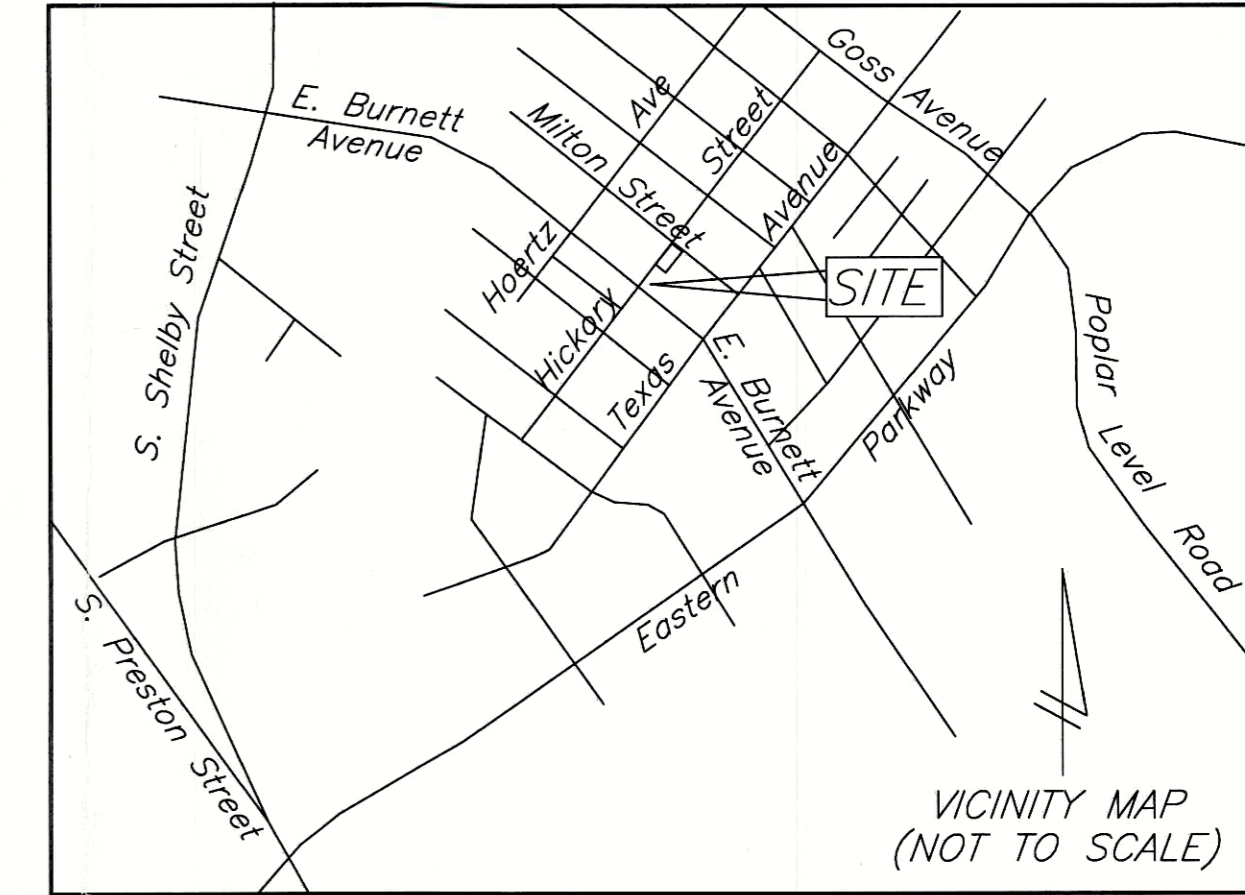 Goss Avenue
E. Burnett
Avenue
Milton Street
Hoertz Ave
Hickory Street
Texas Avenue
S. Shelby Street
SITE
E. Burnett
Avenue
Eastern Parkway
Poplar Level Road
S. Preston Street
VICINITY MAP
(NOT TO SCALE)